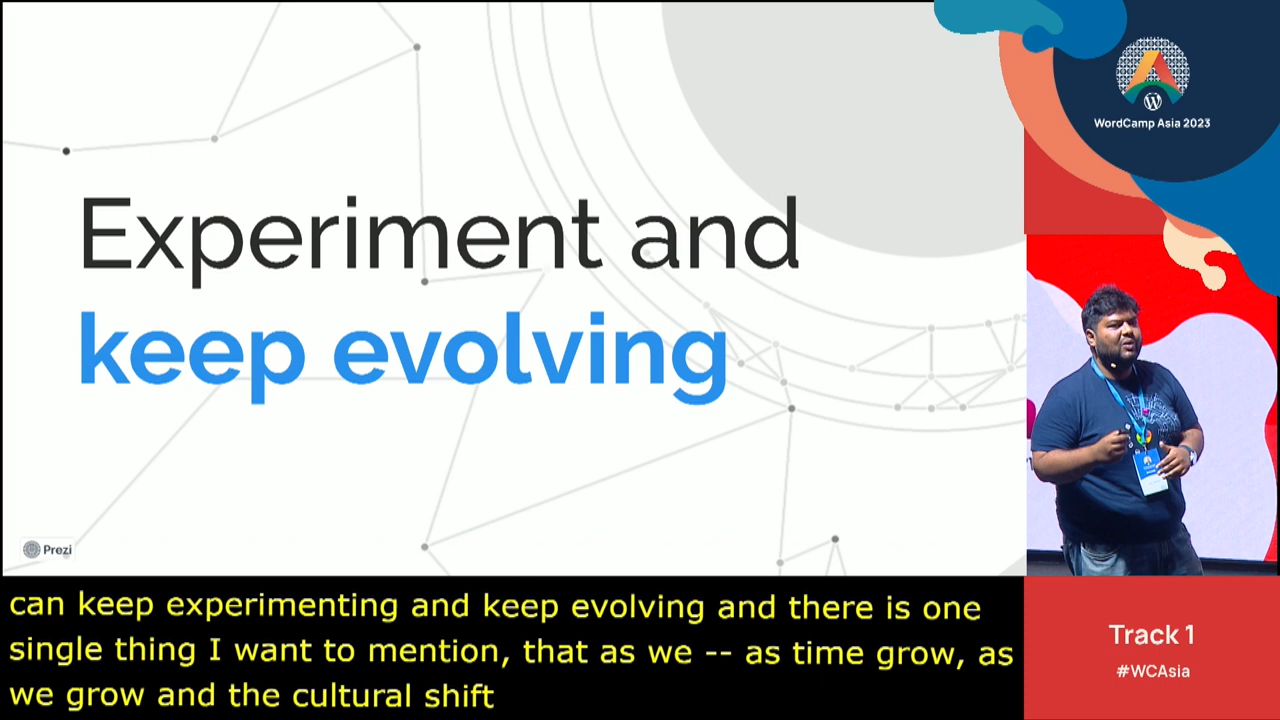 Experiment and
keep evolving
Prezi
WordCamp Asia 2023
can keep experimenting and keep evolving and there is one
single thing I want to mention, that as we -- as time grow, as
we grow and the cultural shift
Track 1
#WCAsia